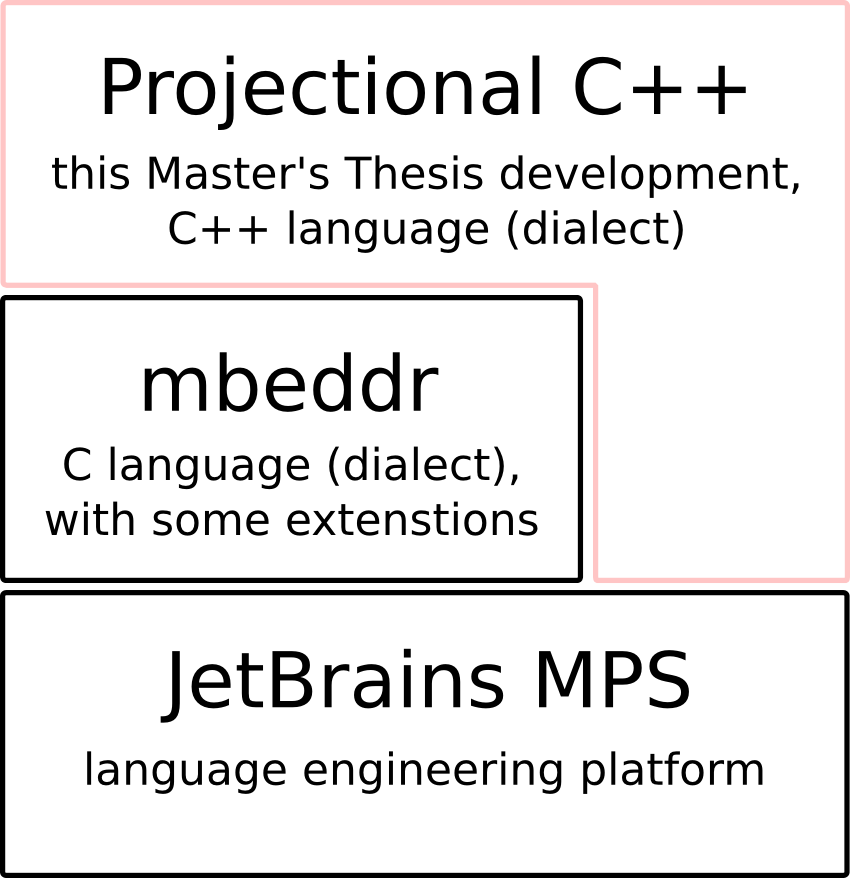 Projectional C++
this Master's Thesis development,
C++ language (dialect)
mbeddr
C language (dialect),
with some extenstions
JetBrains MPS
language engineering platform